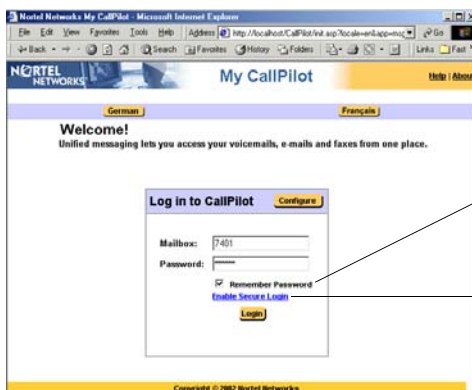 Nortel Networks My CallPilot - Microsoft Internet Explorer
File Edit View Favorites Tools Help Address http://localhost/CallPilot/init.asp?locale=en&app= Go
Back Search Favorites History Folders Links Fast
NORTEL NETWORKS
My CallPilot
Help | About
German Français
Welcome!
Unified messaging lets you access your voicemails, e-mails and faxes from one place.
Log in to CallPilot Configure
Mailbox: 7401
Password: *******
Remember Password
Enable Secure Login
Login
Copyright © 2002 Nortel Networks